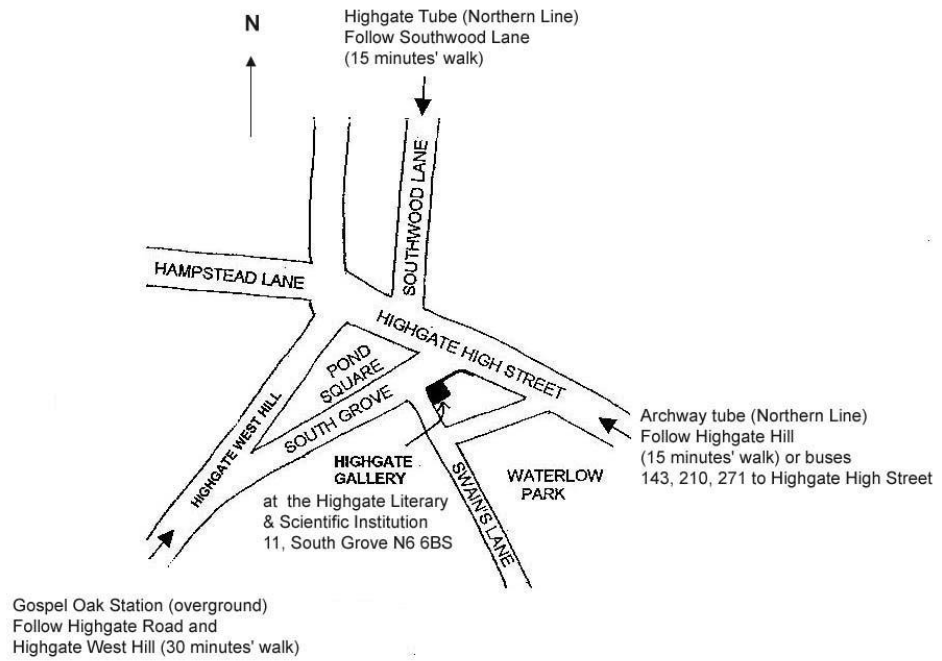 Highgate Tube (Northern Line)
Follow Southwood Lane
(15 minutes' walk)
N
SOUTHWOOD LANE
HAMPSTEAD LANE
HIGHGATE HIGH STREET
POND
SQUARE
SOUTH GROVE
HIGHGATE WEST HILL
Archway tube (Northern Line)
Follow Highgate Hill
(15 minutes' walk) or buses
143, 210, 271 to Highgate High Street
HIGHGATE
GALLERY
at the Highgate Literary
& Scientific Institution
11, South Grove N6 6BS
SWAIN'S LANE
WATERLOW
PARK
Gospel Oak Station (overground)
Follow Highgate Road and
Highgate West Hill (30 minutes' walk)